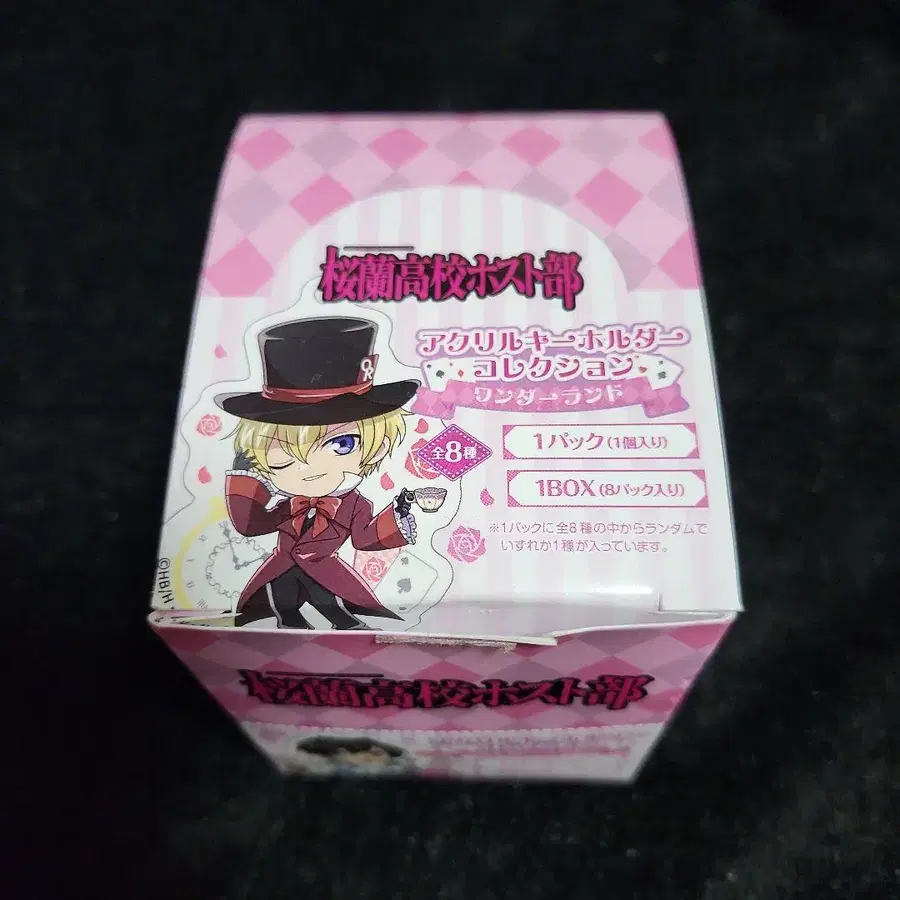 桜蘭高校ホスト部
アクリルキーホルダー
コレクション
ワンダーランド
OR
全8種
1パック(1個入り)
1BOX(8パック入り)
※1パックに全8種の中からランダムで
いずれか1種が入っています。
©HB/H
桜蘭高校ホスト部